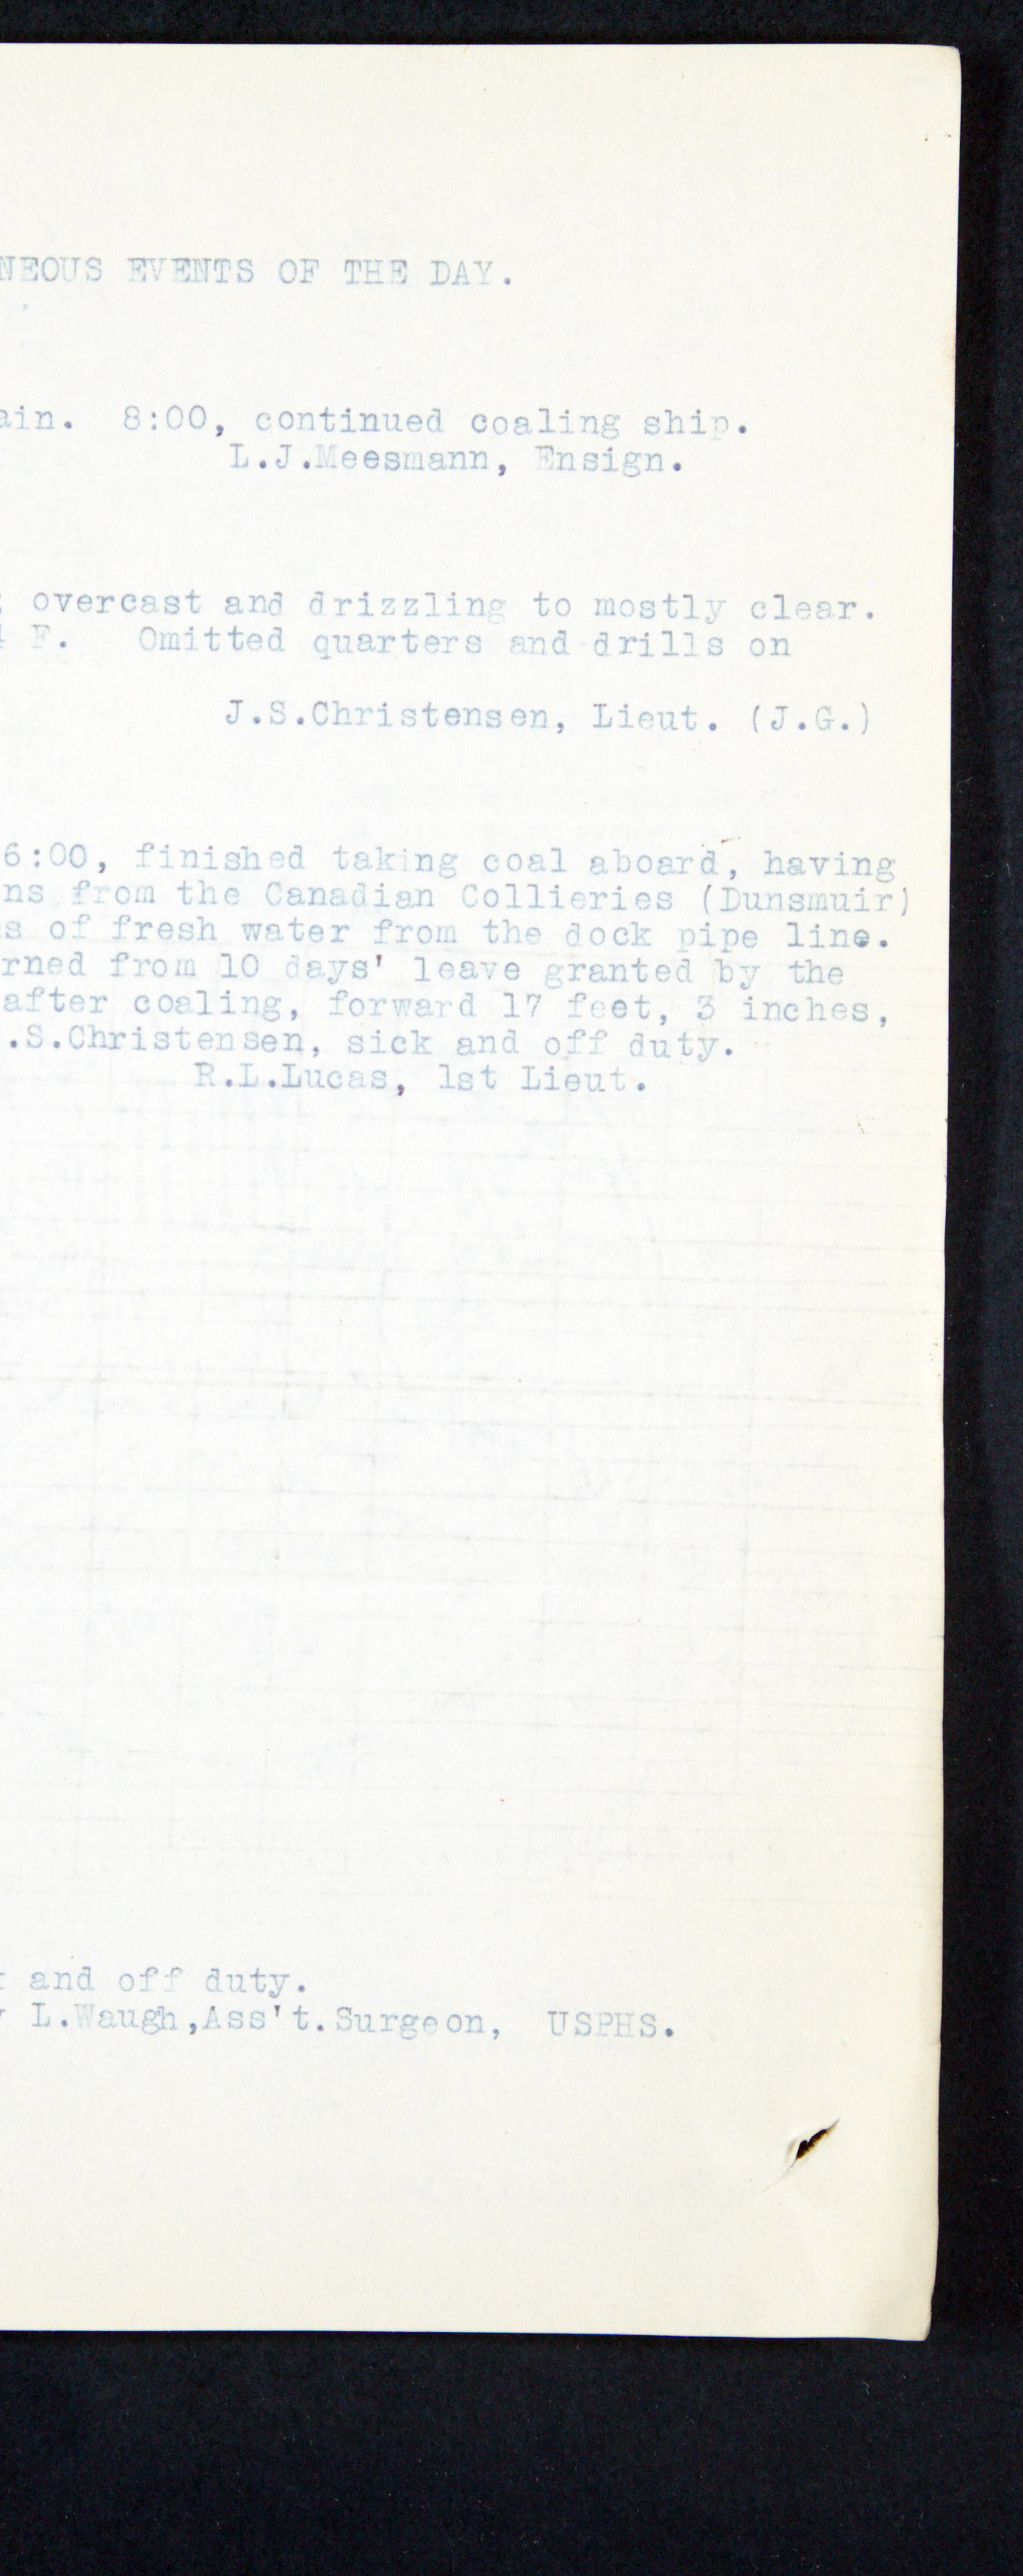 NEOUS EVENTS OF THE DAY.
ain. 8:00, continued coaling ship.
L.J.Meesmann, Ensign.
overcast and drizzling to mostly clear.
F. Omitted quarters and drills on
J.S.Christensen, Lieut. (J.G.)
6:00, finished taking coal aboard, having
ns from the Canadian Collieries (Dunsmuir)
s of fresh water from the dock pipe line.
rned from 10 days' leave granted by the
after coaling, forward 17 feet, 3 inches,
.S.Christensen, sick and off duty.
R.L.Lucas, 1st Lieut.
and off duty.
L.Waugh,Ass't.Surgeon, USPHS.